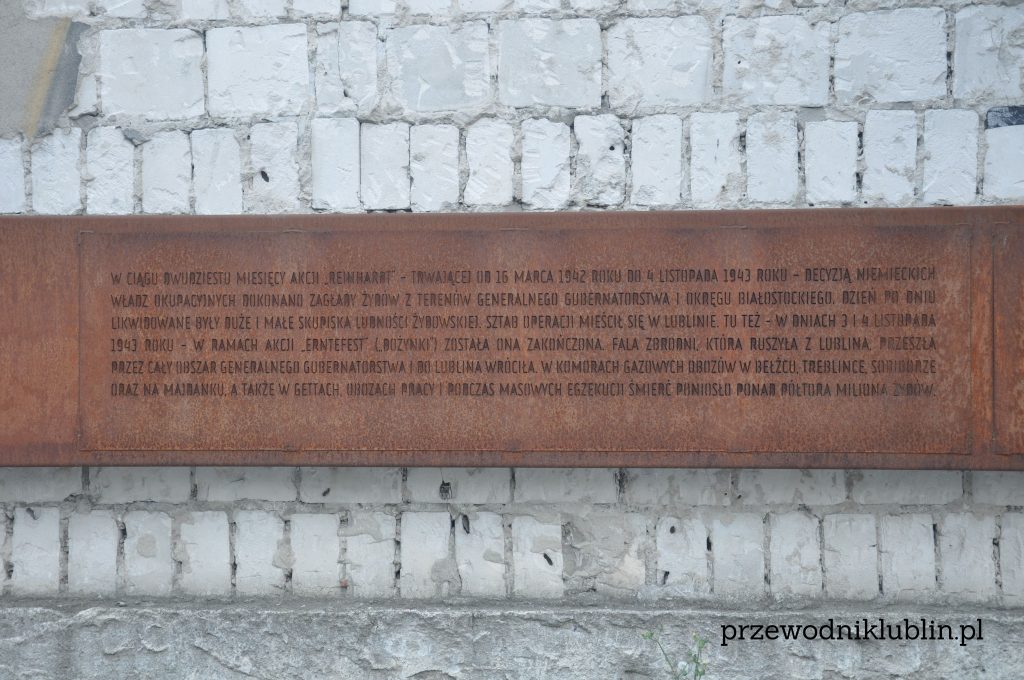 W CIĄGU DWUDZIESTU MIESIĘCY AKCJI „REINHARDT” – TRWAJĄCEJ OD 16 MARCA 1942 ROKU DO 4 LISTOPADA 1943 ROKU – DECYZJĄ NIEMIECKICH
WŁADZ OKUPACYJNYCH DOKONANO ZAGŁADY ŻYDÓW Z TERENÓW GENERALNEGO GUBERNATORSTWA I OKRĘGU BIAŁOSTOCKIEGO. DZIEŃ PO DNIU
LIKWIDOWANE BYŁY DUŻE I MAŁE SKUPISKA LUDNOŚCI ŻYDOWSKIEJ. SZTAB OPERACJI MIEŚCIŁ SIĘ W LUBLINIE. TU TEŻ – W DNIACH 3 I 4 LISTOPADA
1943 ROKU – W RAMACH AKCJI „ERNTEFEST” („DOŻYNKI”) ZOSTAŁA ONA ZAKOŃCZONA. FALA ZBRODNI, KTÓRA RUSZYŁA Z LUBLINA, PRZESZŁA
PRZEZ CAŁY OBSZAR GENERALNEGO GUBERNATORSTWA I DO LUBLINA WRÓCIŁA. W KOMORACH GAZOWYCH OBOZÓW W BEŁŻCU, TREBLINCE, SOBIBORZE
ORAZ NA MAJDANKU, A TAKŻE W GETTACH, OBOZACH PRACY I PODCZAS MASOWYCH EGZEKUCJI ŚMIERĆ PONIOSŁO PONAD PÓŁTORA MILIONA ŻYDÓW.
przewodniklublin.pl